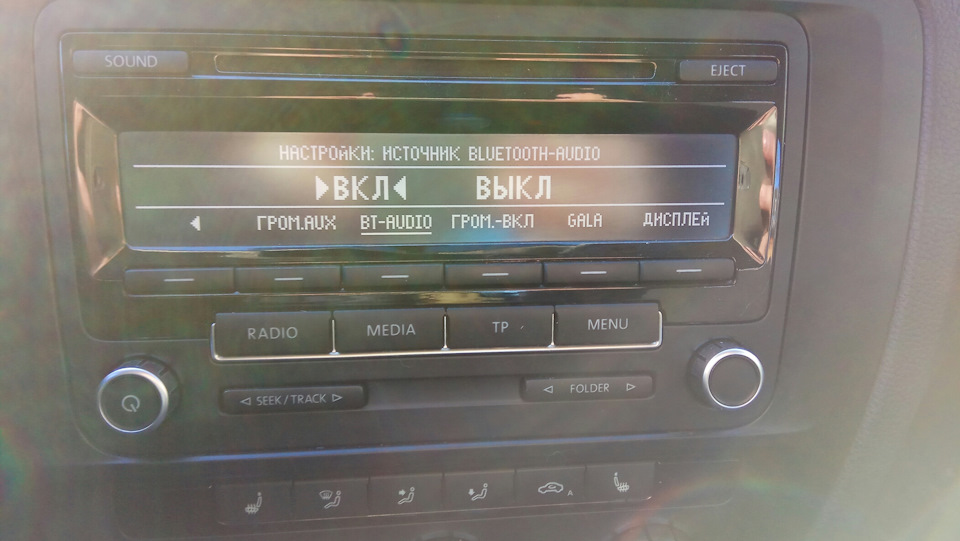 SOUND
EJECT
НАСТРОйКИ: ИСТОЧНИК BLUETOOTH-AUDIO
▶ВКЛ◀ ВЫКЛ
◀ ГРОМ.AUX BT-AUDIO ГРОМ.-ВКЛ GALA ДИСПЛЕй
RADIO MEDIA TP MENU
◁ SEEK/TRACK ▷ ◁ FOLDER ▷
A